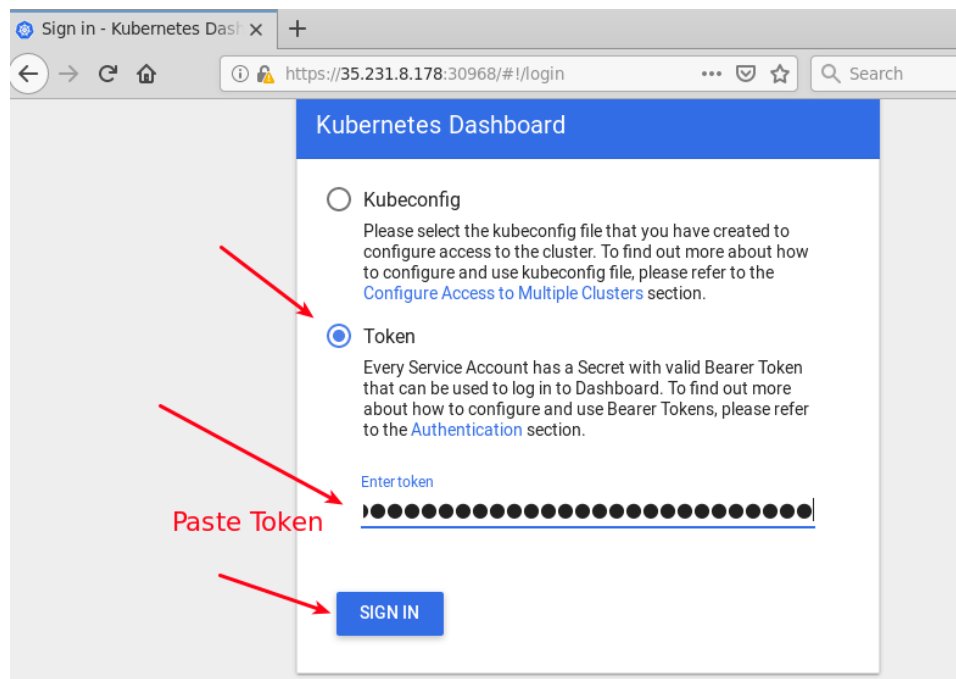 Sign in - Kubernetes Dash
https://35.231.8.178:30968/#!/login
Search
Kubernetes Dashboard
Kubeconfig
Please select the kubeconfig file that you have created to
configure access to the cluster. To find out more about how
to configure and use kubeconfig file, please refer to the
Configure Access to Multiple Clusters section.
Token
Every Service Account has a Secret with valid Bearer Token
that can be used to log in to Dashboard. To find out more
about how to configure and use Bearer Tokens, please refer
to the Authentication section.
Enter token
Paste Token
SIGN IN